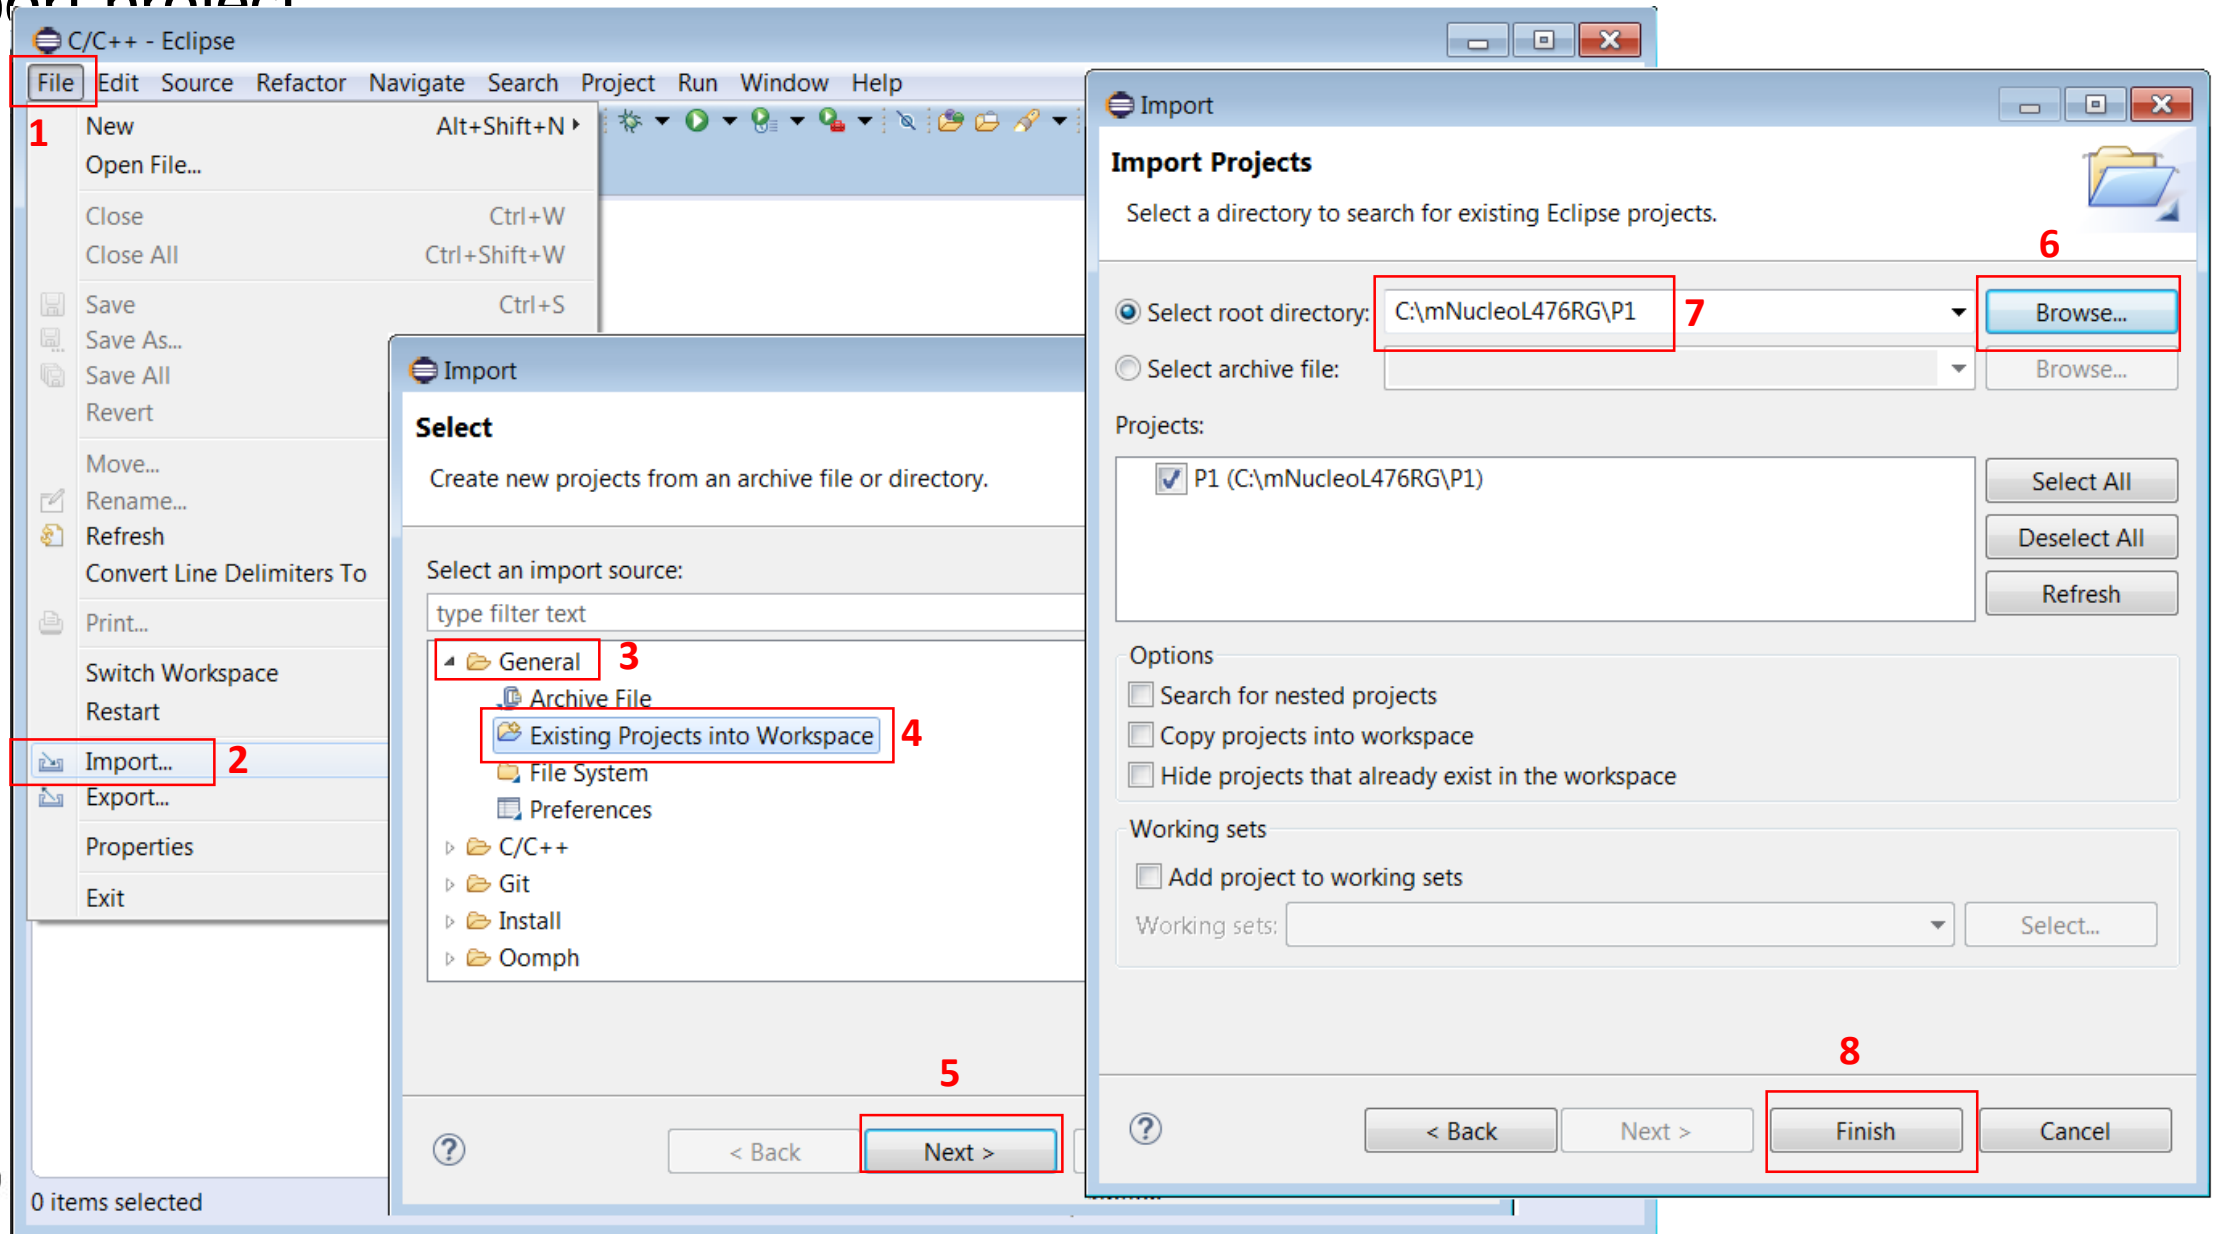 port project
C/C++ - Eclipse
File Edit Source Refactor Navigate Search Project Run Window Help
1
New Alt+Shift+N
Open File...
Close Ctrl+W
Close All Ctrl+Shift+W
Save Ctrl+S
Save As...
Save All
Revert
Move...
Rename...
Refresh
Convert Line Delimiters To
Print...
Switch Workspace
Restart
Import... 2
Export...
Properties
Exit
0 items selected
Import
Select
Create new projects from an archive file or directory.
Select an import source:
type filter text
General 3
Archive File
Existing Projects into Workspace 4
File System
Preferences
C/C++
Git
Install
Oomph
5
? < Back Next >
Import
Import Projects
Select a directory to search for existing Eclipse projects.
6
Select root directory: C:\mNucleoL476RG\P1 7 Browse...
Select archive file: Browse...
Projects:
P1 (C:\mNucleoL476RG\P1)
Select All
Deselect All
Refresh
Options
Search for nested projects
Copy projects into workspace
Hide projects that already exist in the workspace
Working sets
Add project to working sets
Working sets: Select...
8
? < Back Next > Finish Cancel